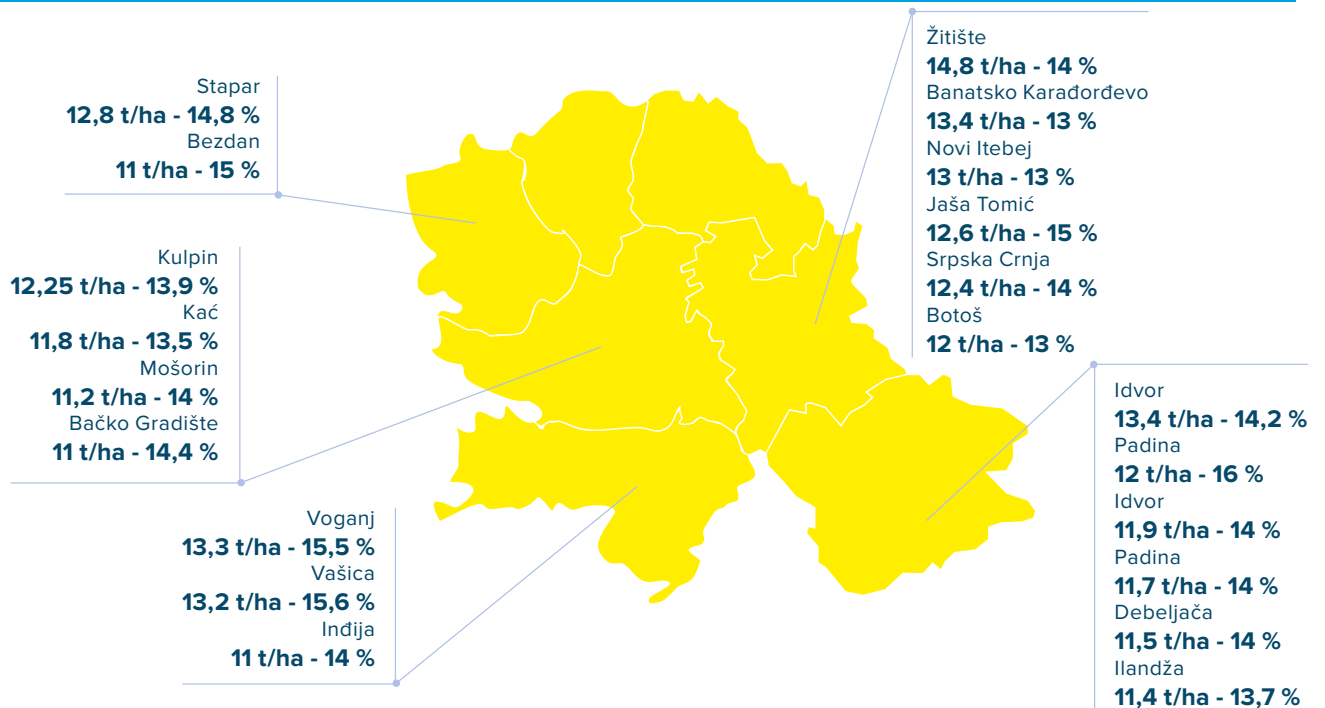 Stapar
12,8 t/ha - 14,8 %
Bezdan
11 t/ha - 15 %
Kulpin
12,25 t/ha - 13,9 %
Kać
11,8 t/ha - 13,5 %
Mošorin
11,2 t/ha - 14 %
Bačko Gradište
11 t/ha - 14,4 %
Voganj
13,3 t/ha - 15,5 %
Vašica
13,2 t/ha - 15,6 %
Inđija
11 t/ha - 14 %
Žitište
14,8 t/ha - 14 %
Banatsko Karađorđevo
13,4 t/ha - 13 %
Novi Itebej
13 t/ha - 13 %
Jaša Tomić
12,6 t/ha - 15 %
Srpska Crnja
12,4 t/ha - 14 %
Botoš
12 t/ha - 13 %
Idvor
13,4 t/ha - 14,2 %
Padina
12 t/ha - 16 %
Idvor
11,9 t/ha - 14 %
Padina
11,7 t/ha - 14 %
Debeljača
11,5 t/ha - 14 %
Ilandža
11,4 t/ha - 13,7 %